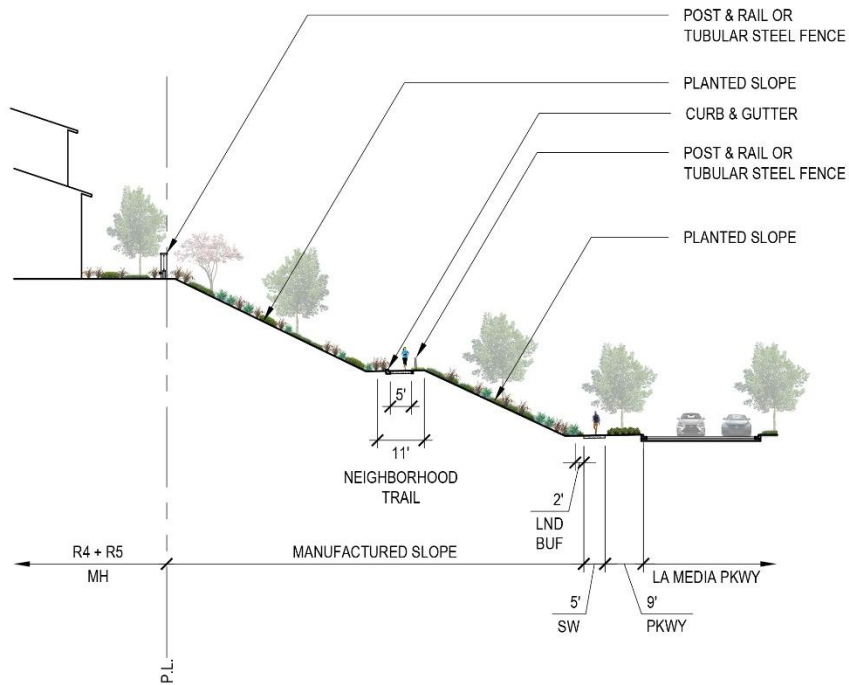 POST & RAIL OR
TUBULAR STEEL FENCE
PLANTED SLOPE
CURB & GUTTER
POST & RAIL OR
TUBULAR STEEL FENCE
PLANTED SLOPE
5'
11'
NEIGHBORHOOD
TRAIL
2'
LND
BUF
R4 + R5
MH
MANUFACTURED SLOPE
LA MEDIA PKWY
5'
SW
9'
PKWY
P.L.